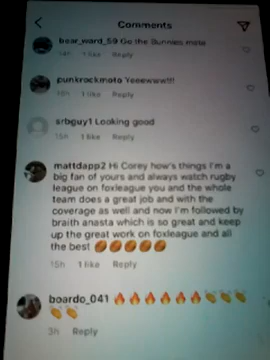 Comments
bear_ward_59 Go the Bunnies mate
14h 1 like Reply
punkrockmoto Yeewwww!!!
15h 1 like Reply
srbguy1 Looking good
15h 1 like Reply
mattdapp2 Hi Corey how's things I'm a
big fan of yours and always watch rugby
league on foxleague you and the whole
team does a great job and with the
coverage as well and now I'm followed by
braith anasta which is so great and keep
up the great work on foxleague and all
the best 🏉🏉🏉🏉🏉
15h 1 like Reply
boardo_041 🔥🔥🔥🔥🔥🔥👏👏👏
👏👏
3h Reply